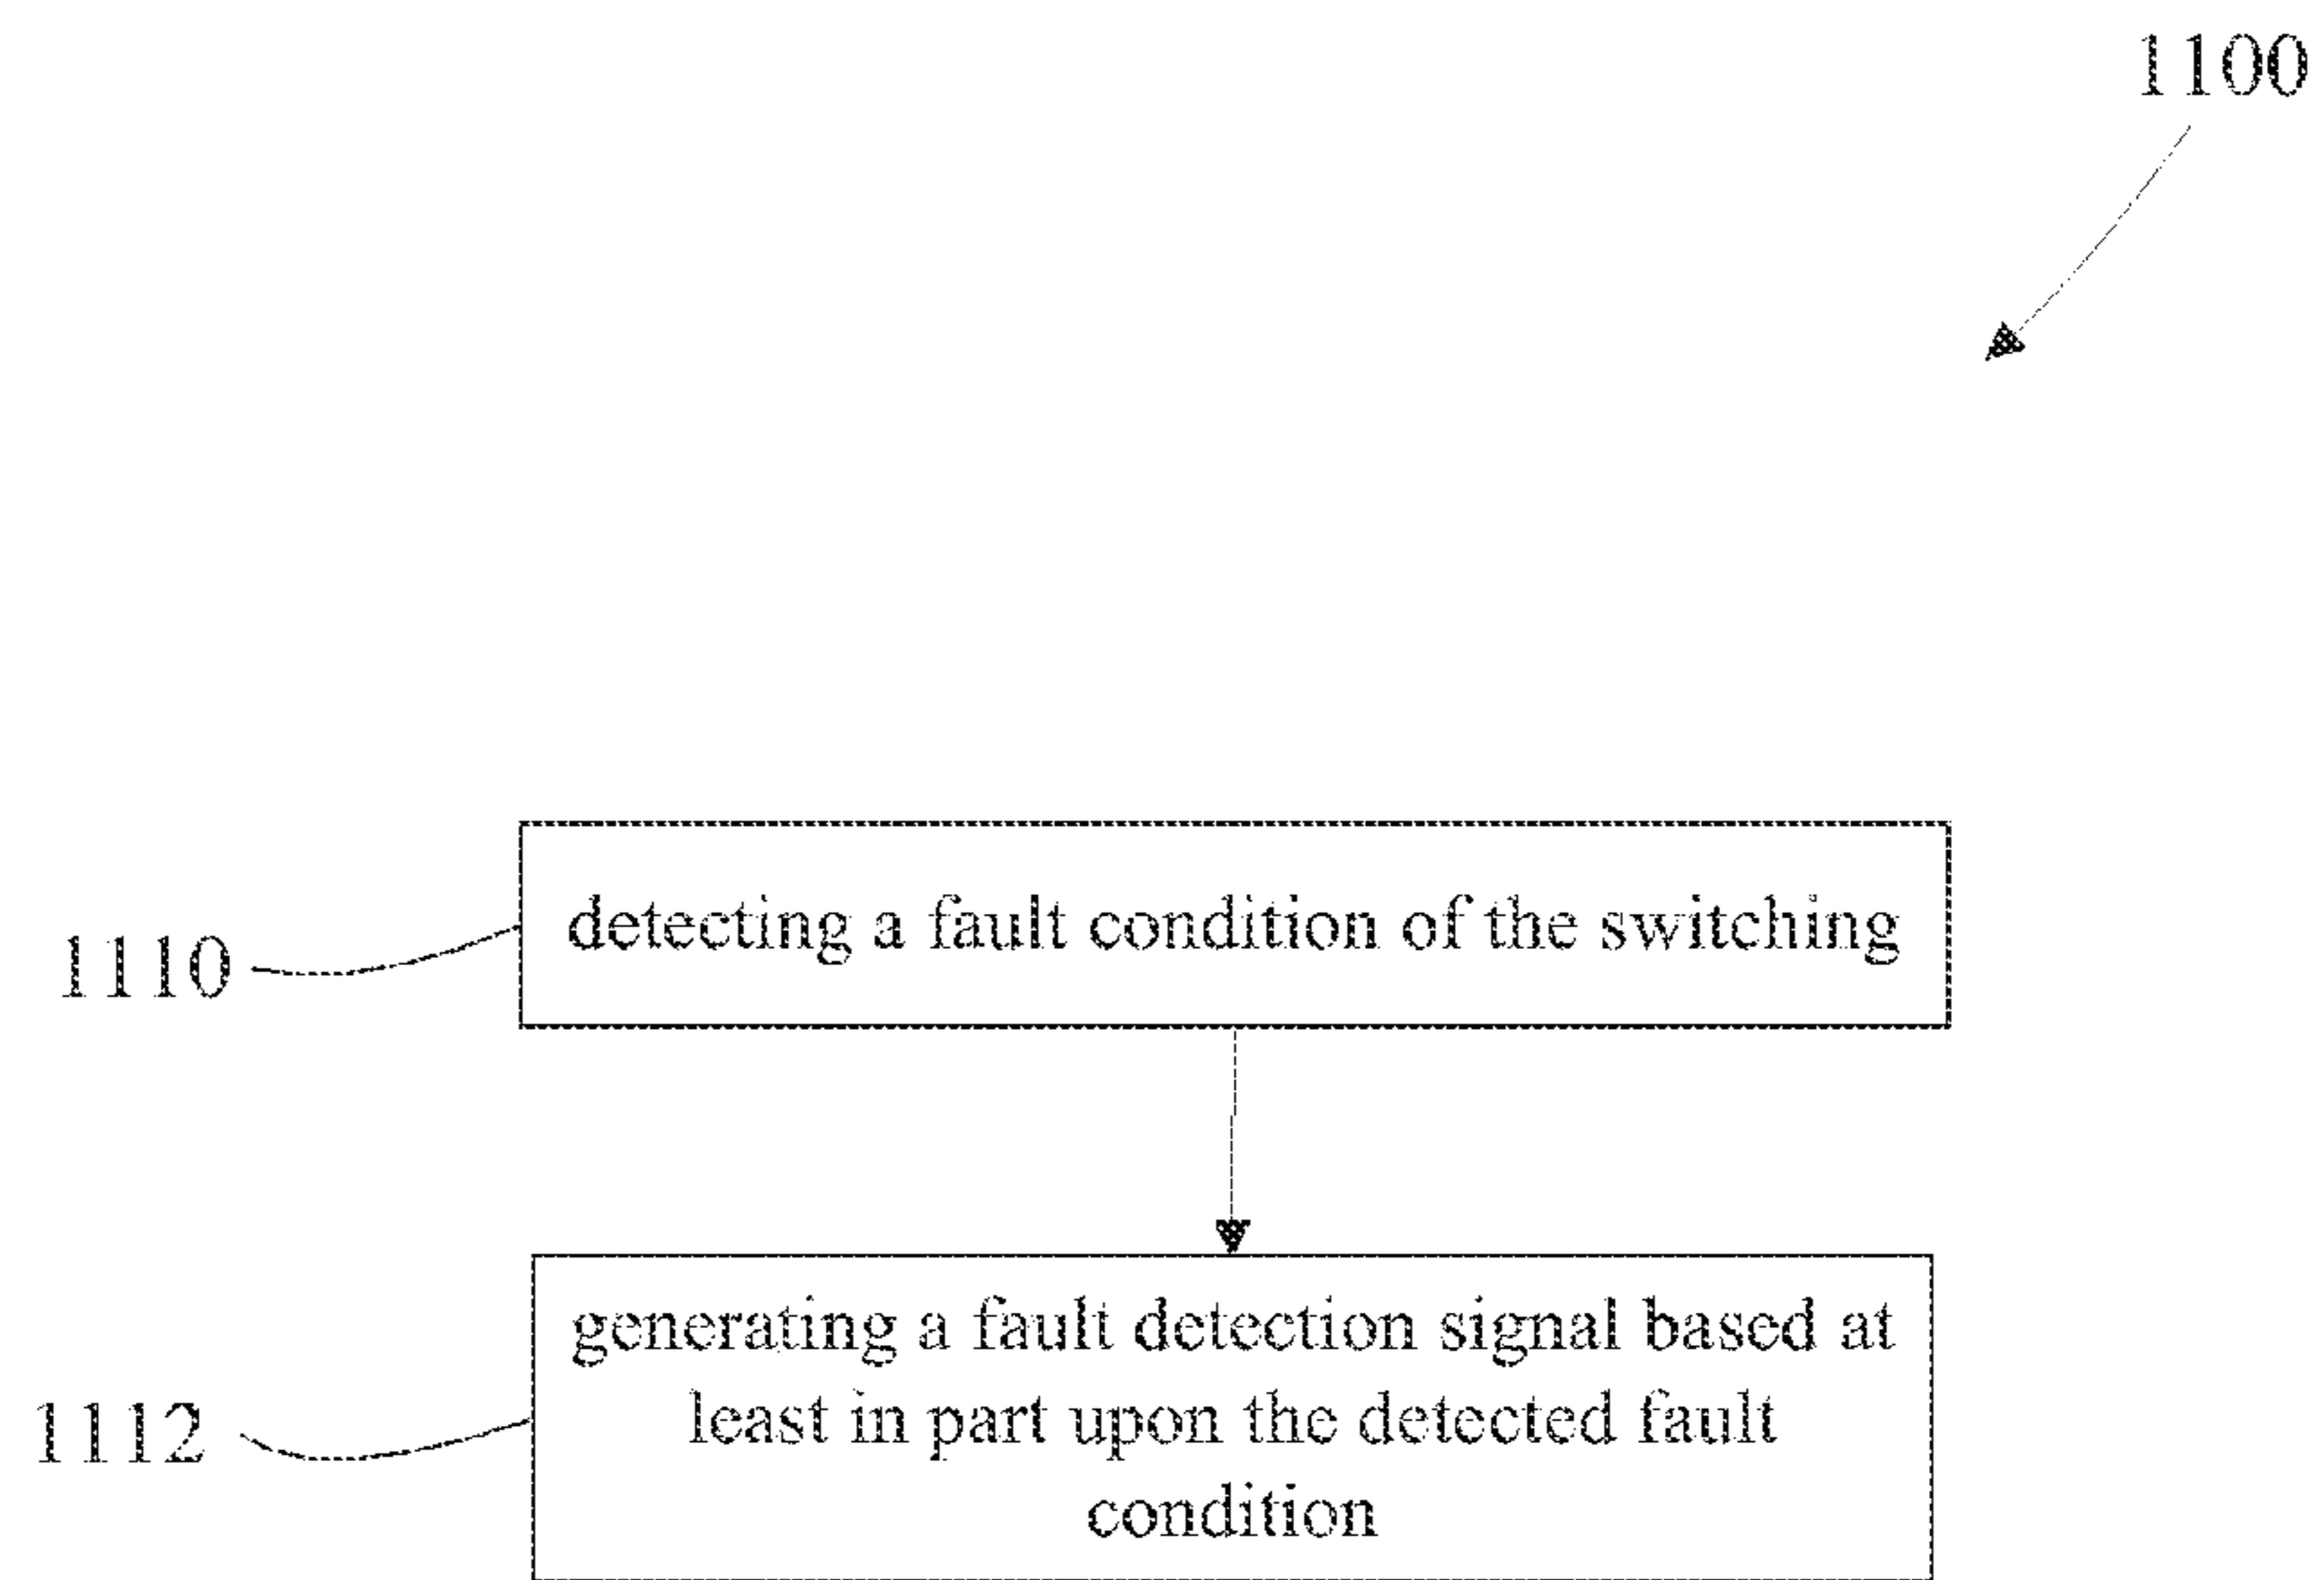 1100
detecting a fault condition of the switching
1110
generating a fault detection signal based at
least in part upon the detected fault
condition
1112